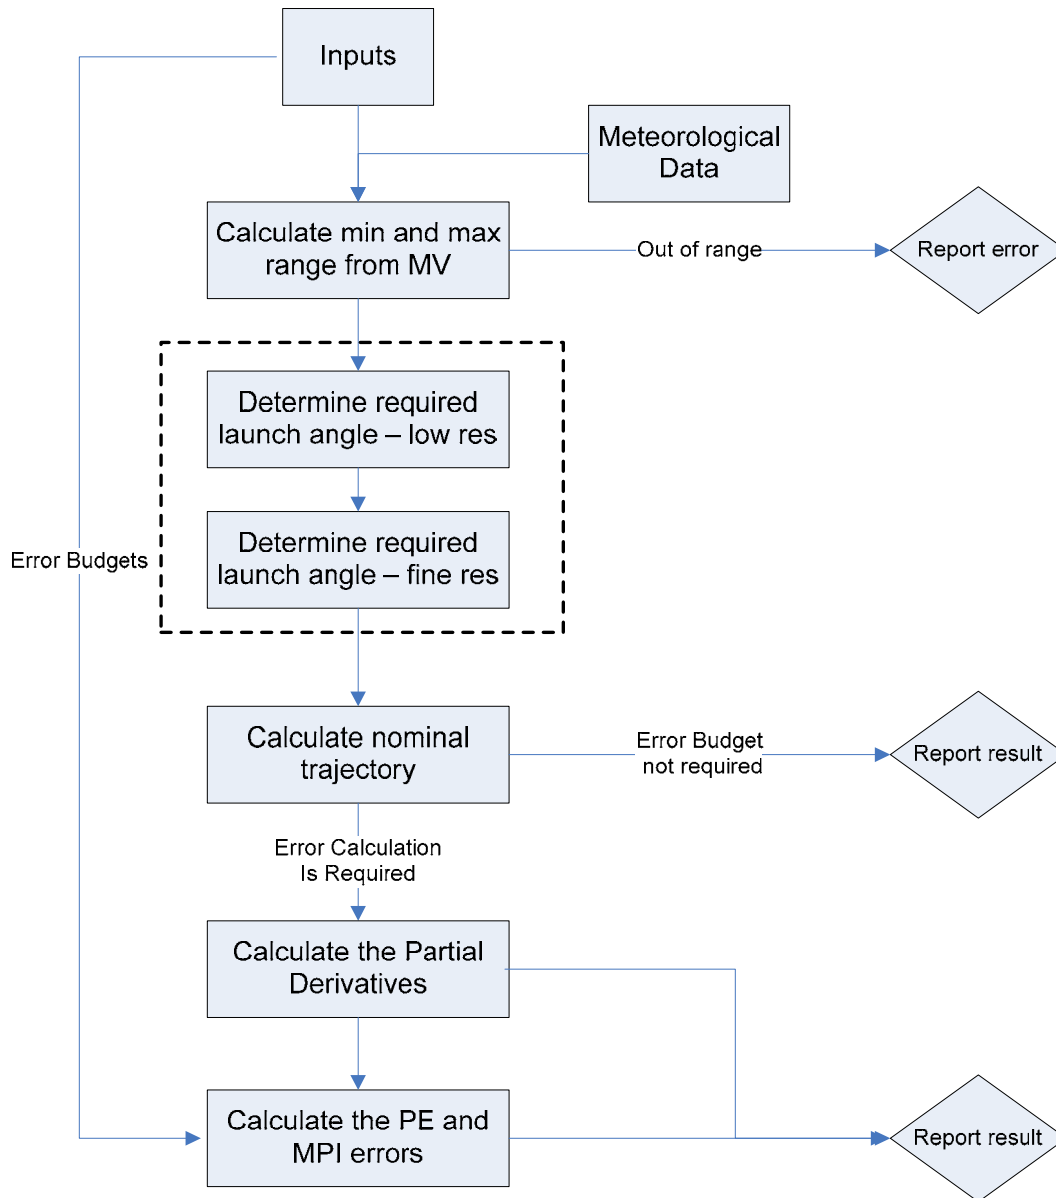 Inputs
Meteorological
Data
Calculate min and max
range from MV
Out of range
Report error
Determine required
launch angle – low res
Determine required
launch angle – fine res
Error Budgets
Calculate nominal
trajectory
Error Budget
not required
Report result
Error Calculation
Is Required
Calculate the Partial
Derivatives
Calculate the PE and
MPI errors
Report result